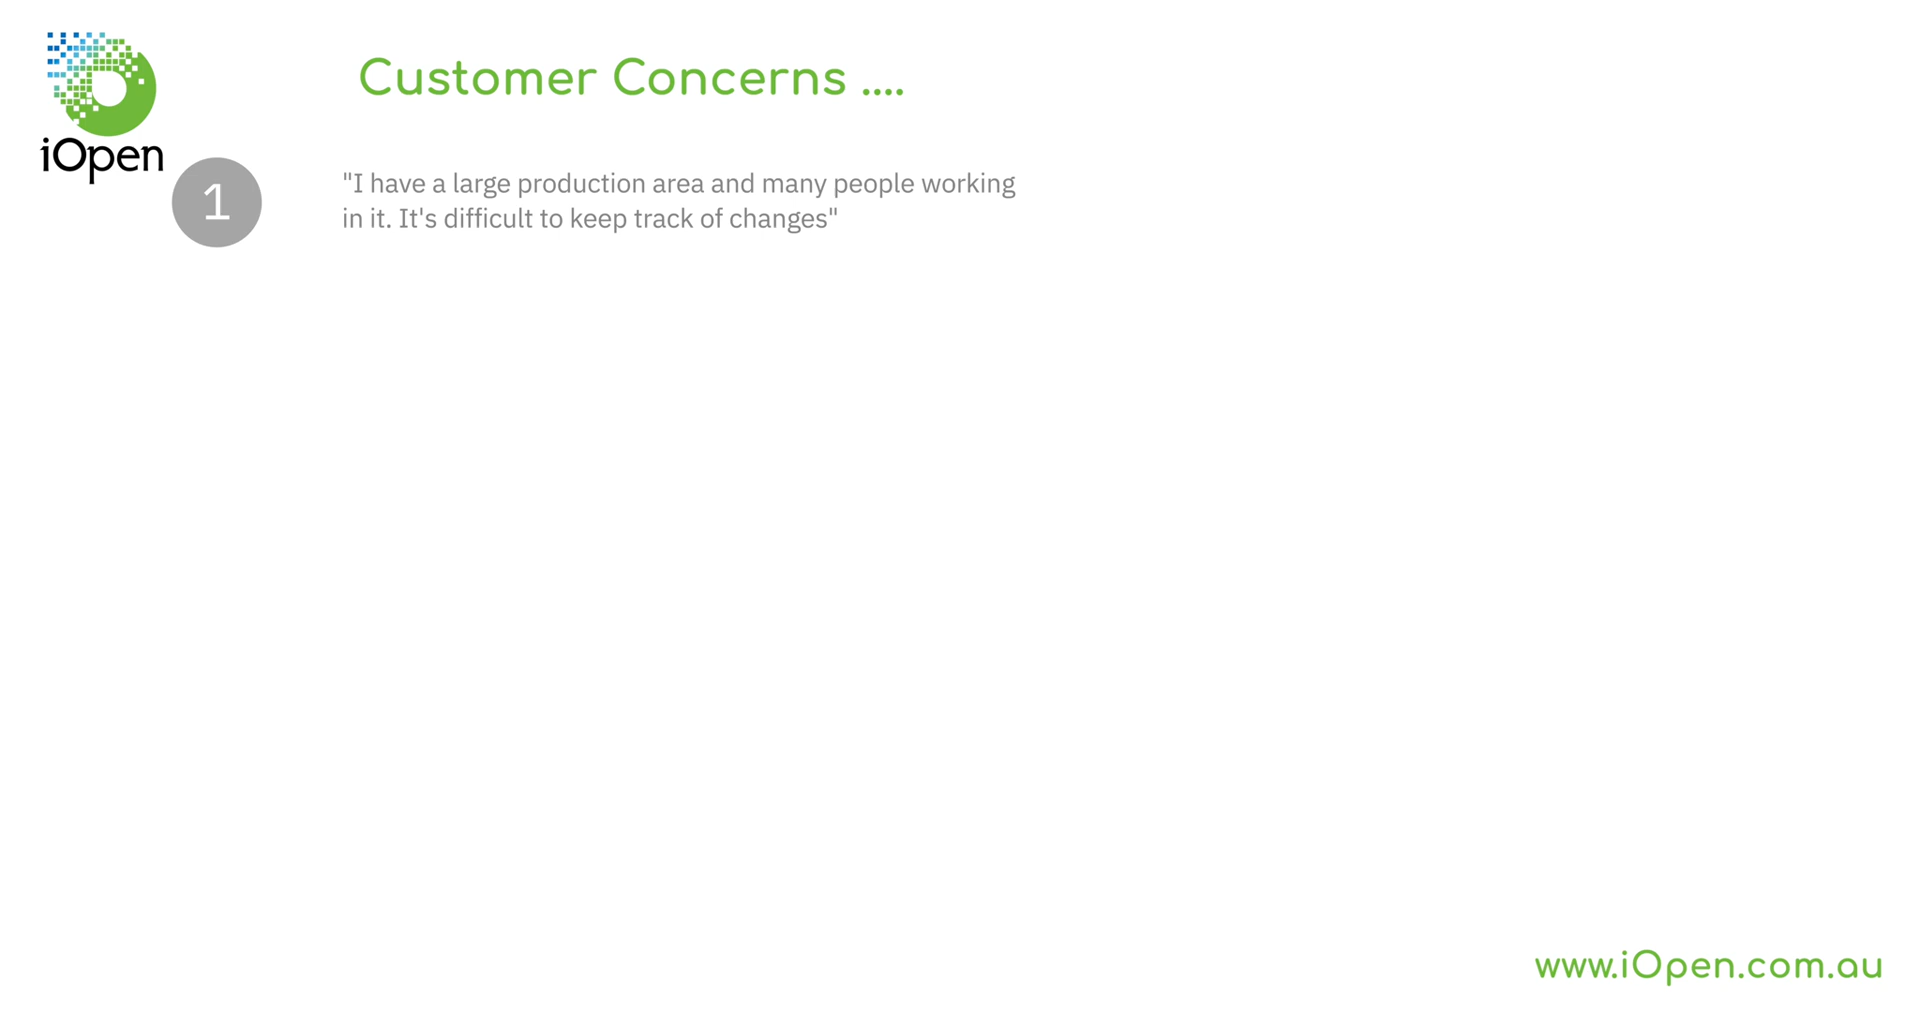 iOpen
Customer Concerns ....
1
"I have a large production area and many people working
in it. It's difficult to keep track of changes"
www.iOpen.com.au